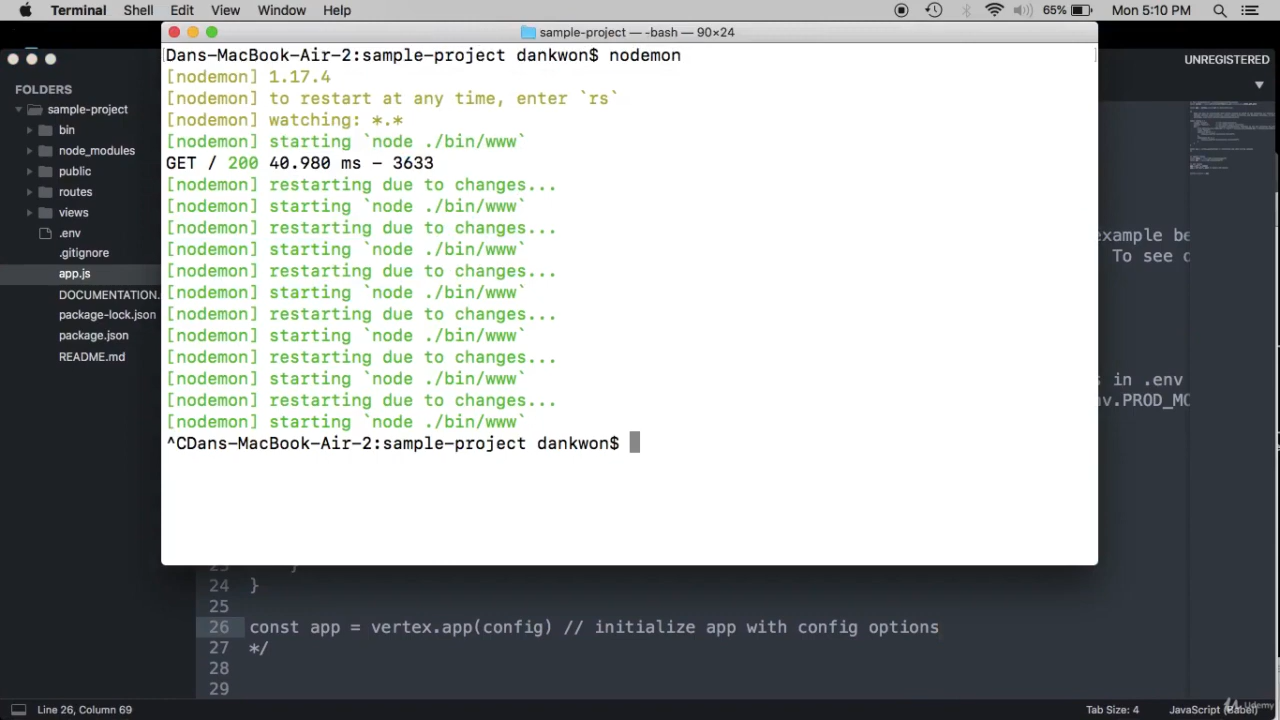 Terminal Shell Edit View Window Help 65% Mon 5:10 PM
sample-project — -bash — 90×24
Dans-MacBook-Air-2:sample-project dankwon$ nodemon
[nodemon] 1.17.4
[nodemon] to restart at any time, enter `rs`
[nodemon] watching: *.*
[nodemon] starting `node ./bin/www`
GET / 200 40.980 ms - 3633
[nodemon] restarting due to changes...
[nodemon] starting `node ./bin/www`
[nodemon] restarting due to changes...
[nodemon] starting `node ./bin/www`
[nodemon] restarting due to changes...
[nodemon] starting `node ./bin/www`
[nodemon] restarting due to changes...
[nodemon] starting `node ./bin/www`
[nodemon] restarting due to changes...
[nodemon] starting `node ./bin/www`
[nodemon] restarting due to changes...
[nodemon] starting `node ./bin/www`
^CDans-MacBook-Air-2:sample-project dankwon$
UNREGISTERED
FOLDERS
sample-project
bin
node_modules
public
routes
views
.env
.gitignore
app.js
DOCUMENTATION.
package-lock.json
package.json
README.md
example be
To see
in .env
nv.PROD_MO
24 }
25
26 const app = vertex.app(config) // initialize app with config options
27 */
28
29
Line 26, Column 69 Tab Size: 4 JavaScript (Babel)
Udemy